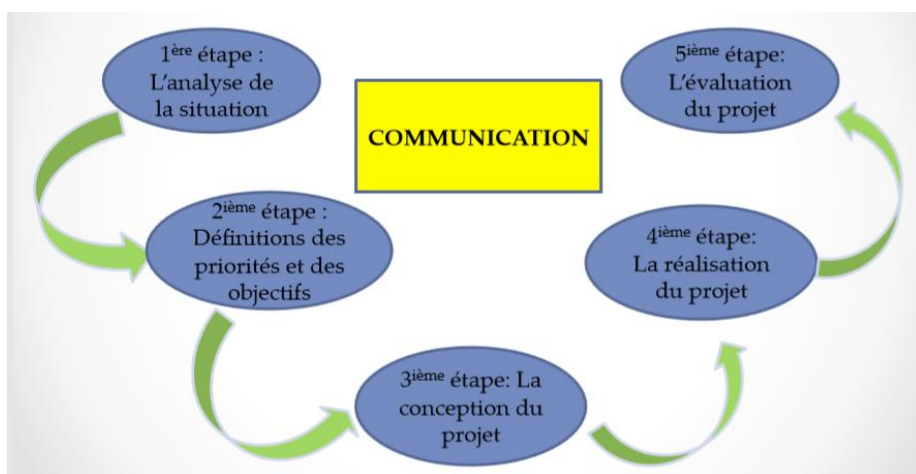 1ère étape :
L'analyse de
la situation
2ième étape :
Définitions des
priorités et des
objectifs
3ième étape: La
conception du
projet
4ième étape:
La réalisation
du projet
5ième étape:
L'évaluation
du projet
COMMUNICATION